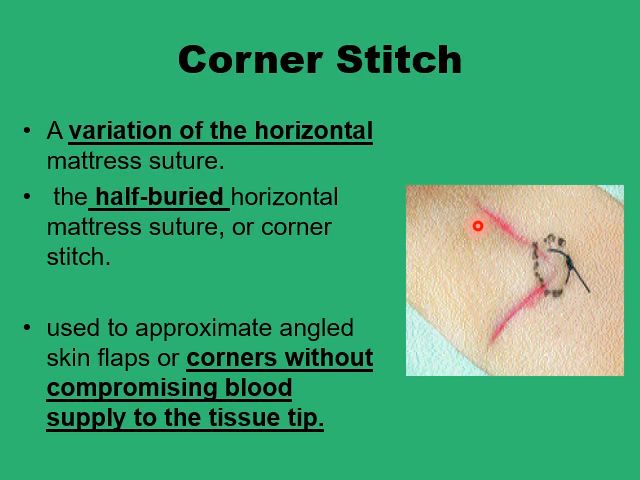 Corner Stitch
• A variation of the horizontal
mattress suture.
• the half-buried horizontal
mattress suture, or corner
stitch.
• used to approximate angled
skin flaps or corners without
compromising blood
supply to the tissue tip.